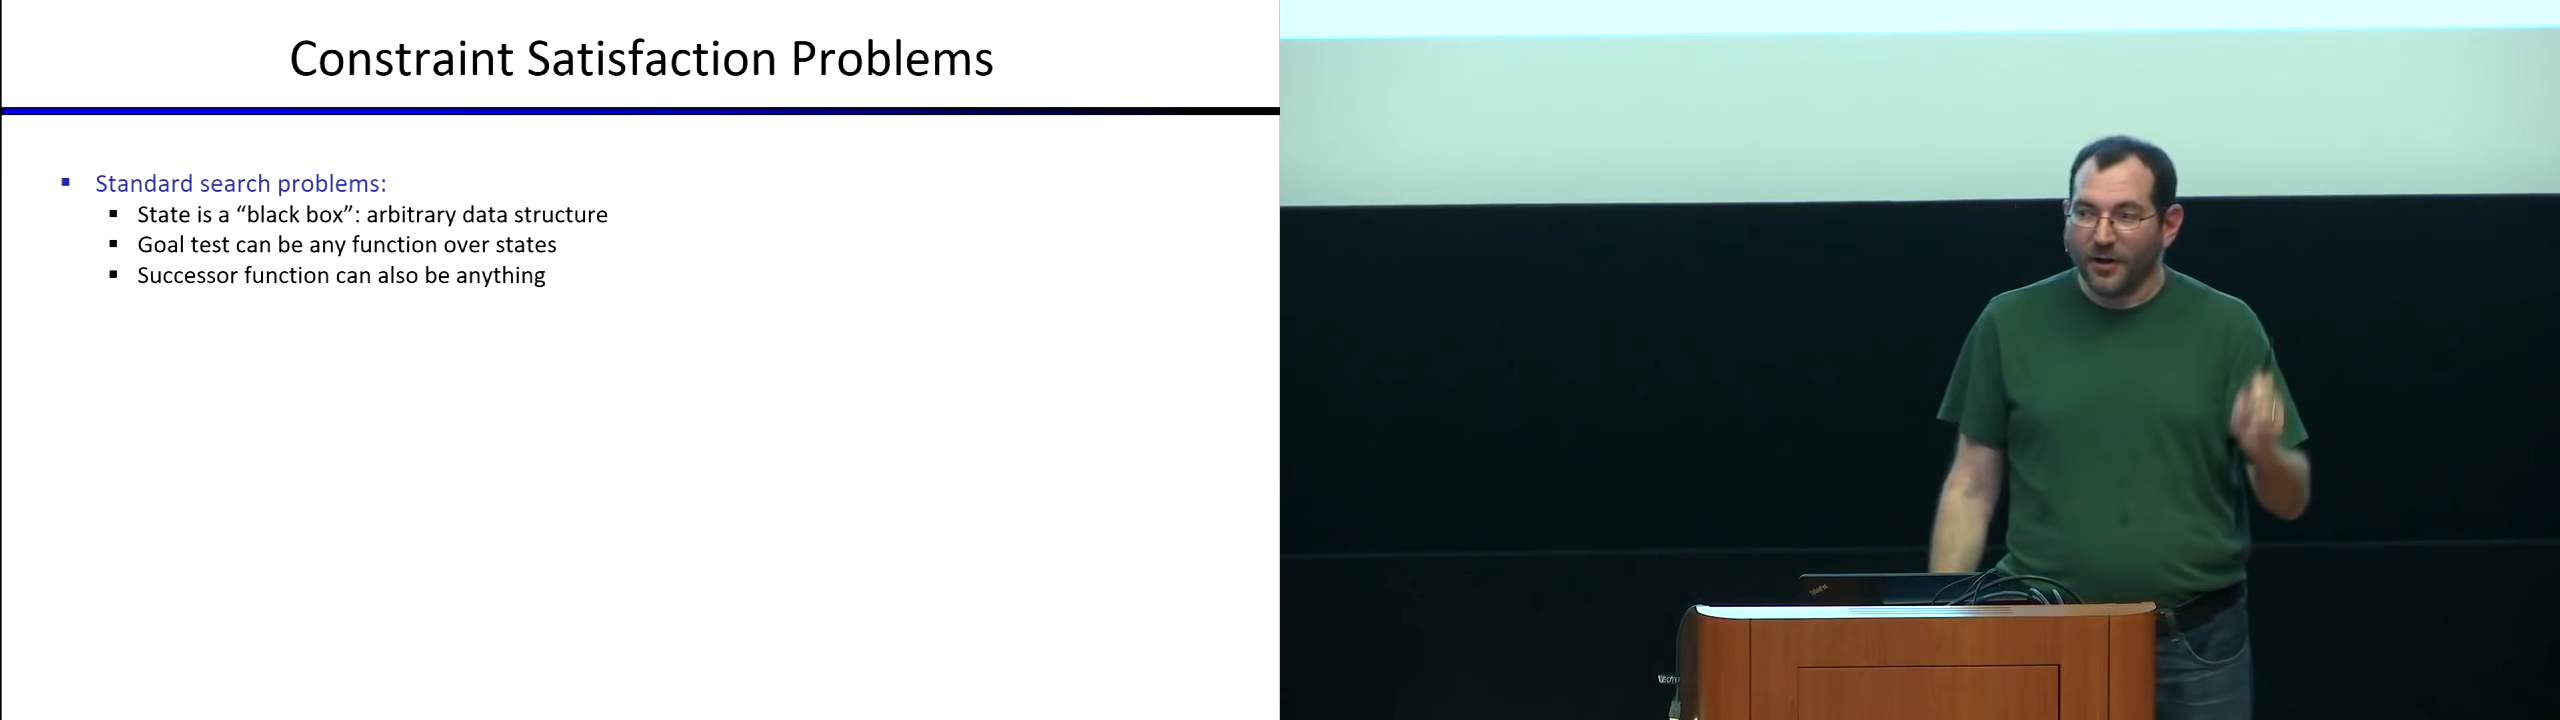 Constraint Satisfaction Problems
▪ Standard search problems:
▪ State is a “black box”: arbitrary data structure
▪ Goal test can be any function over states
▪ Successor function can also be anything
ThinkPad